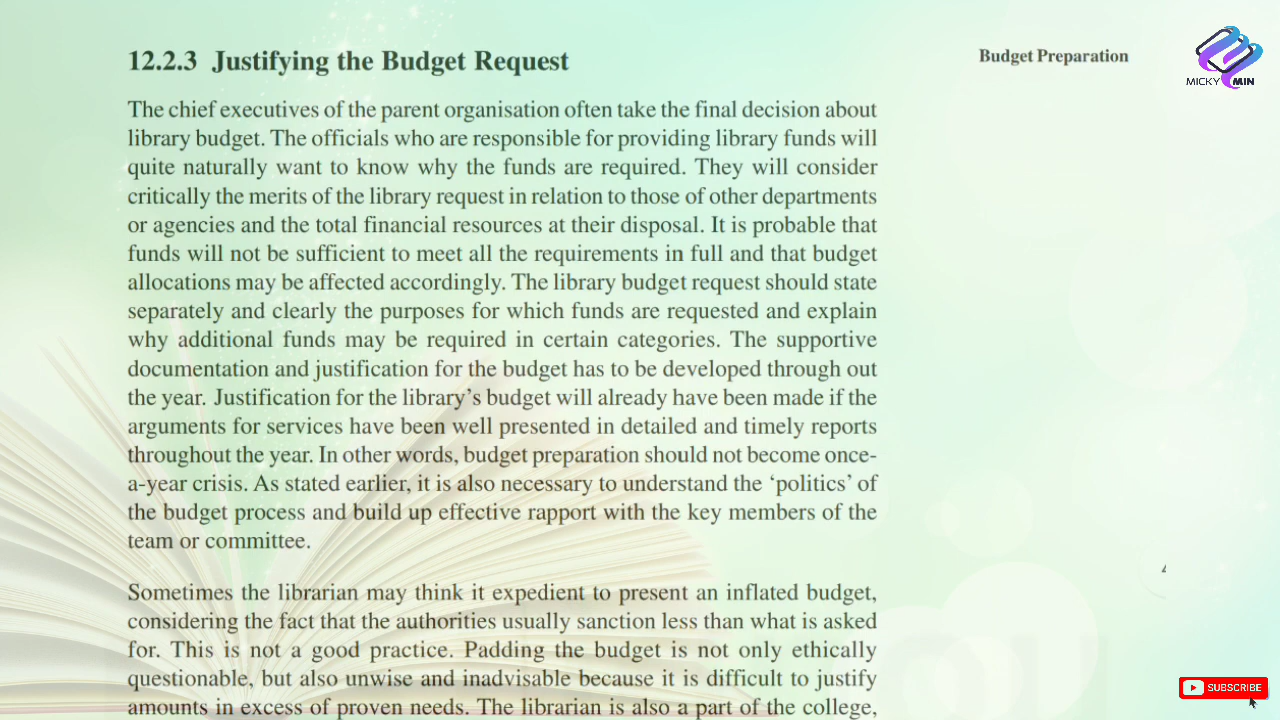 12.2.3 Justifying the Budget Request
Budget Preparation
MICKY MIN
The chief executives of the parent organisation often take the final decision about
library budget. The officials who are responsible for providing library funds will
quite naturally want to know why the funds are required. They will consider
critically the merits of the library request in relation to those of other departments
or agencies and the total financial resources at their disposal. It is probable that
funds will not be sufficient to meet all the requirements in full and that budget
allocations may be affected accordingly. The library budget request should state
separately and clearly the purposes for which funds are requested and explain
why additional funds may be required in certain categories. The supportive
documentation and justification for the budget has to be developed through out
the year. Justification for the library's budget will already have been made if the
arguments for services have been well presented in detailed and timely reports
throughout the year. In other words, budget preparation should not become once-
a-year crisis. As stated earlier, it is also necessary to understand the 'politics' of
the budget process and build up effective rapport with the key members of the
team or committee.
Sometimes the librarian may think it expedient to present an inflated budget,
considering the fact that the authorities usually sanction less than what is asked
for. This is not a good practice. Padding the budget is not only ethically
questionable, but also unwise and inadvisable because it is difficult to justify
amounts in excess of proven needs. The librarian is also a part of the college,
SUBSCRIBE